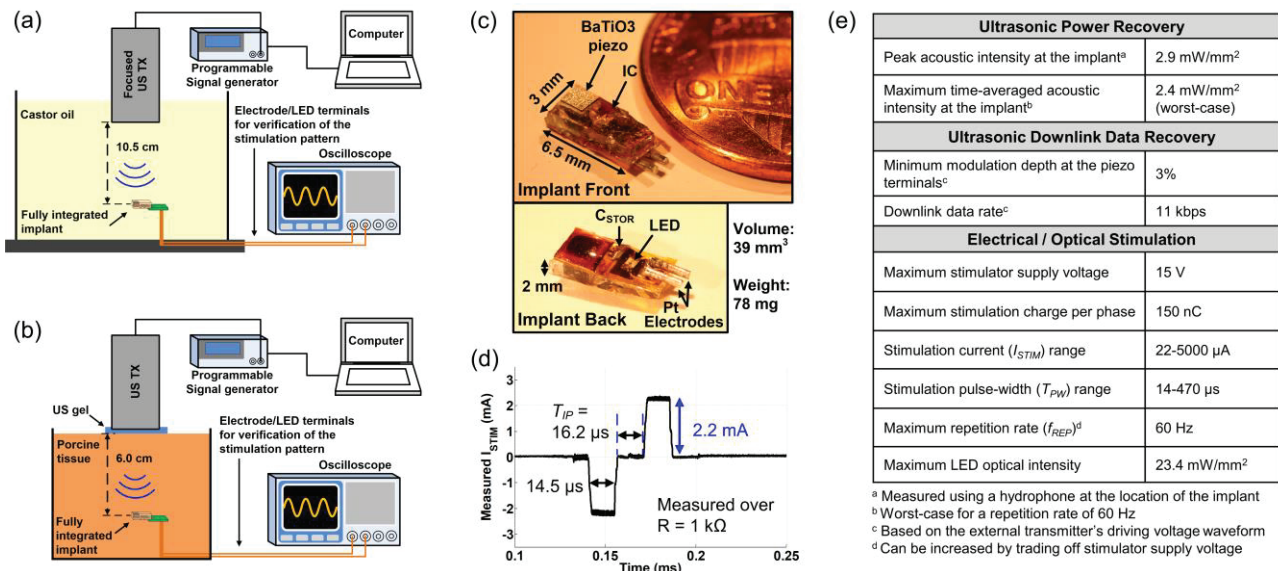 (a)
Focused
US TX
Programmable
Signal generator
Computer
Castor oil
10.5 cm
Electrode/LED terminals
for verification of the
stimulation pattern
Oscilloscope
Fully integrated
implant
(b)
US TX
Programmable
Signal generator
Computer
US gel
Porcine
tissue
6.0 cm
Electrode/LED terminals
for verification of the
stimulation pattern
Oscilloscope
Fully
integrated
implant
(c)
BaTiO3
piezo
IC
3 mm
6.5 mm
ONE
Implant Front
CSTOR
LED
2 mm
Pt
Electrodes
Implant Back
Volume:
39 mm³
Weight:
78 mg
(d)
Measured ISTIM (mA)
3
2
1
0
-1
-2
-3
TIP =
16.2 µs
2.2 mA
14.5 µs
Measured over
R = 1 kΩ
0.1
0.15
0.2
0.25
Time (ms)
(e)
Ultrasonic Power Recovery
Peak acoustic intensity at the implantᵃ
2.9 mW/mm²
Maximum time-averaged acoustic
intensity at the implantᵇ
2.4 mW/mm²
(worst-case)
Ultrasonic Downlink Data Recovery
Minimum modulation depth at the piezo
terminalsᶜ
3%
Downlink data rateᶜ
11 kbps
Electrical / Optical Stimulation
Maximum stimulator supply voltage
15 V
Maximum stimulation charge per phase
150 nC
Stimulation current (ISTIM) range
22-5000 µA
Stimulation pulse-width (TPW) range
14-470 µs
Maximum repetition rate (fREP)ᵈ
60 Hz
Maximum LED optical intensity
23.4 mW/mm²
ᵃ Measured using a hydrophone at the location of the implant
ᵇ Worst-case for a repetition rate of 60 Hz
ᶜ Based on the external transmitter's driving voltage waveform
ᵈ Can be increased by trading off stimulator supply voltage